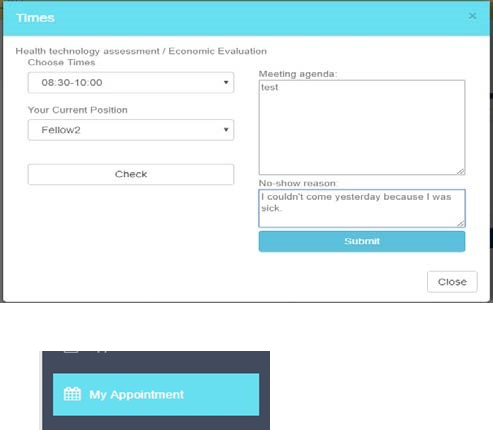 Times
×
Health technology assessment / Economic Evaluation
Choose Times
08:30-10:00
Your Current Position
Fellow2
Check
Meeting agenda:
test
No-show reason:
I couldn't come yesterday because I was
sick.
Submit
Close
My Appointment